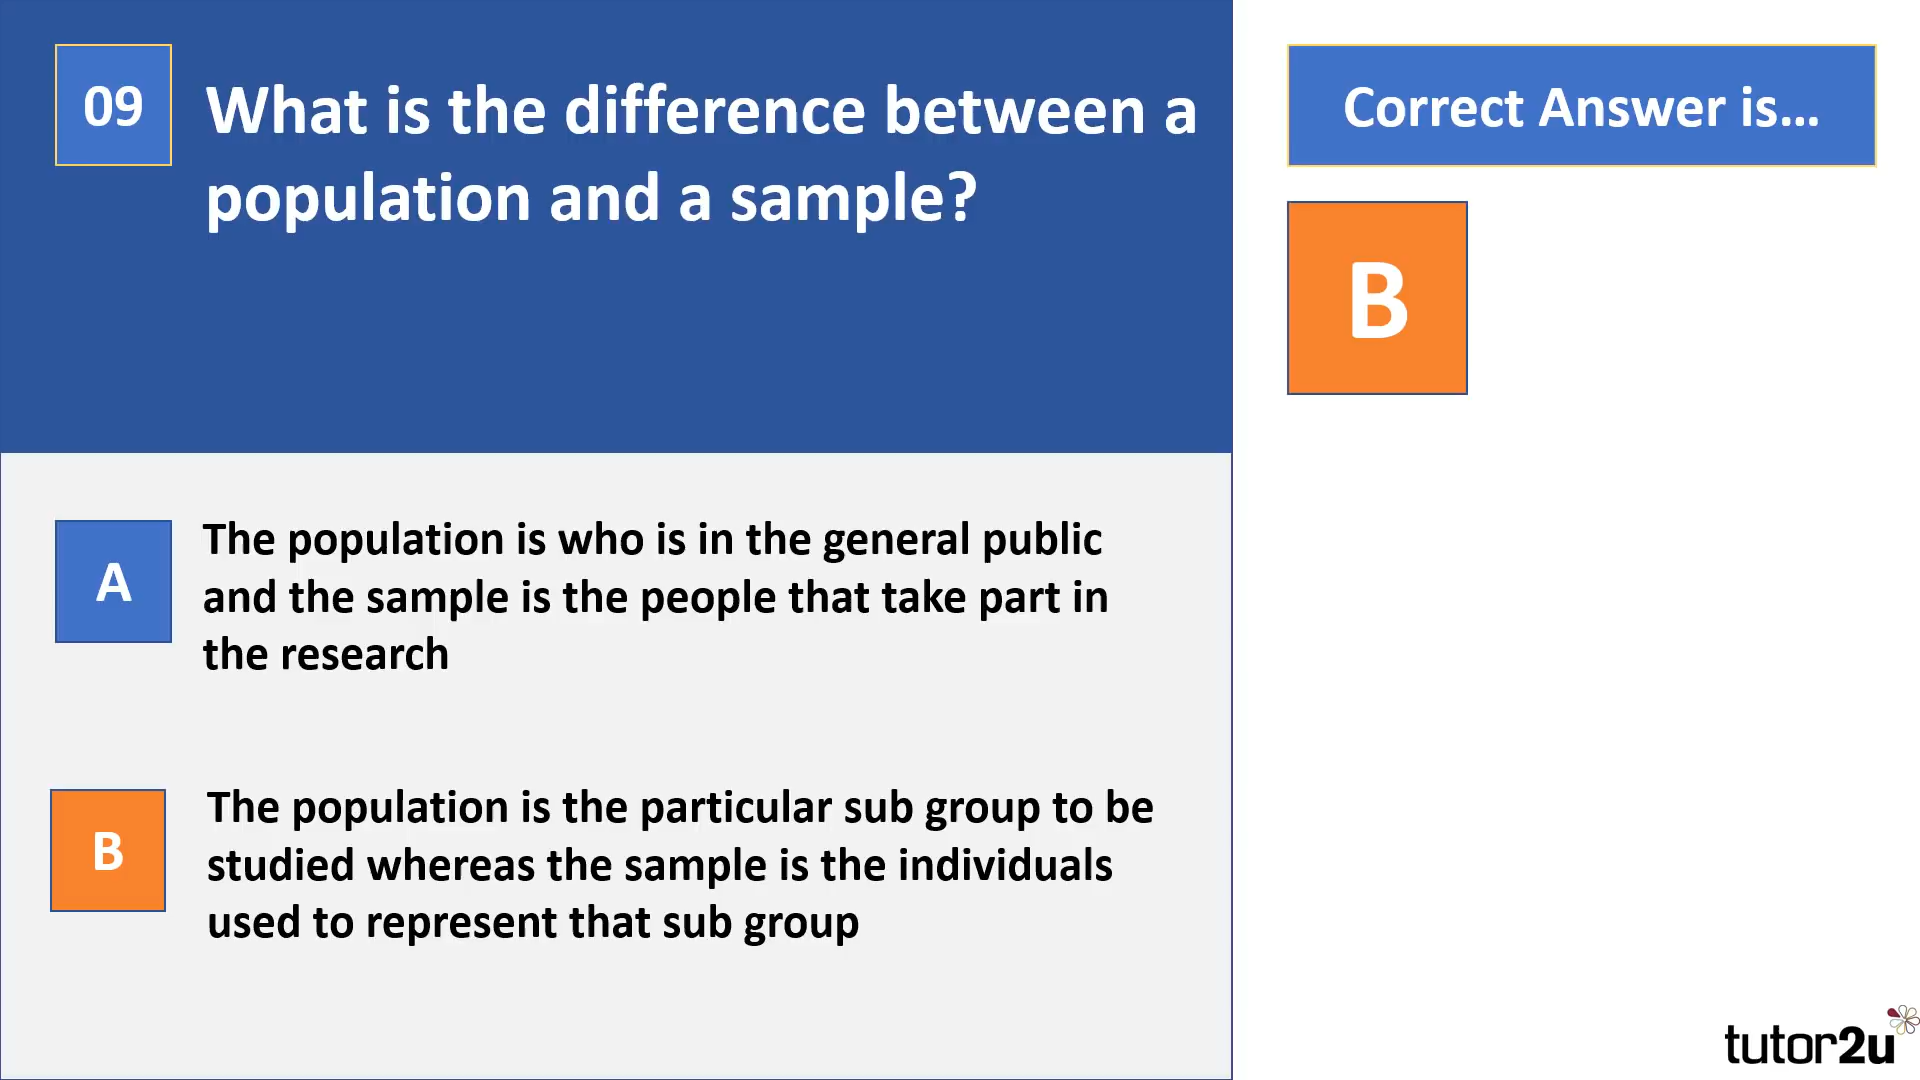 09
What is the difference between a
population and a sample?
Correct Answer is...
B
A
The population is who is in the general public
and the sample is the people that take part in
the research
B
The population is the particular sub group to be
studied whereas the sample is the individuals
used to represent that sub group
tutor2u